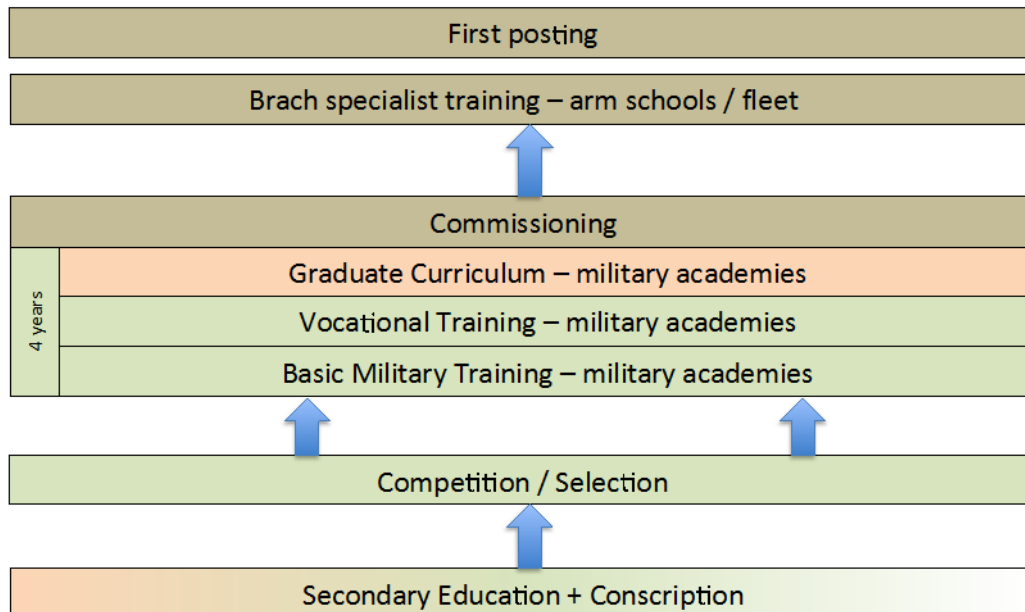 First posting
Brach specialist training – arm schools / fleet
Commissioning
Graduate Curriculum – military academies
4 years
Vocational Training – military academies
Basic Military Training – military academies
Competition / Selection
Secondary Education + Conscription